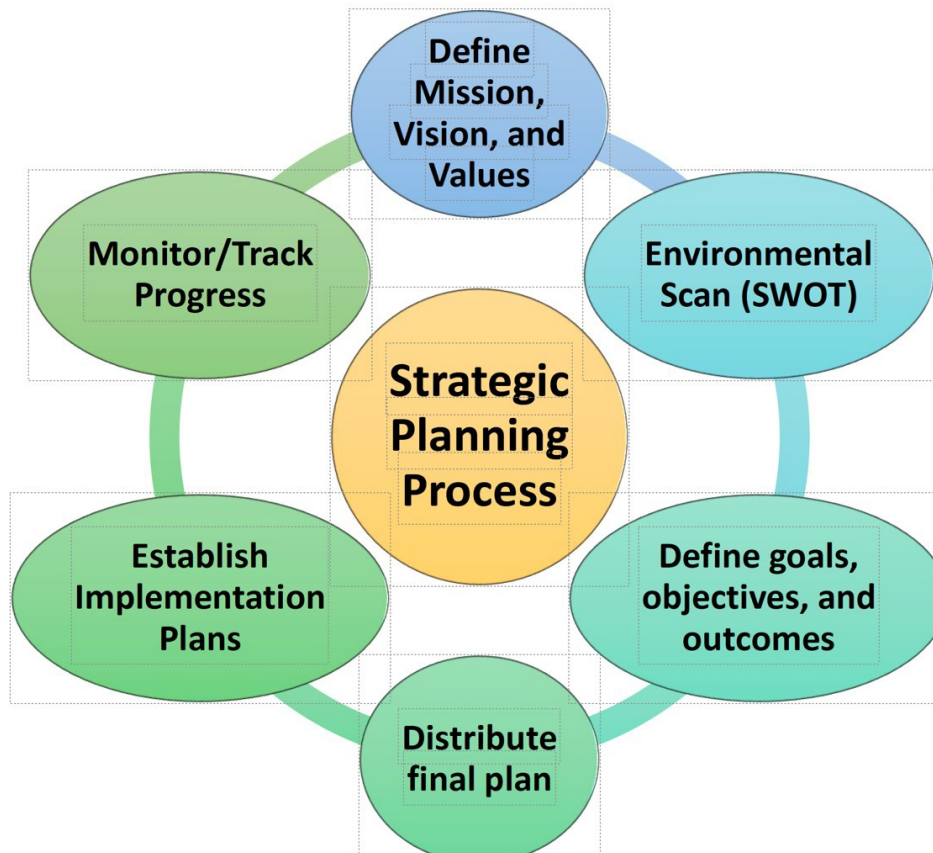 Define
Mission,
Vision, and
Values
Environmental
Scan (SWOT)
Define goals,
objectives, and
outcomes
Distribute
final plan
Establish
Implementation
Plans
Monitor/Track
Progress
Strategic
Planning
Process